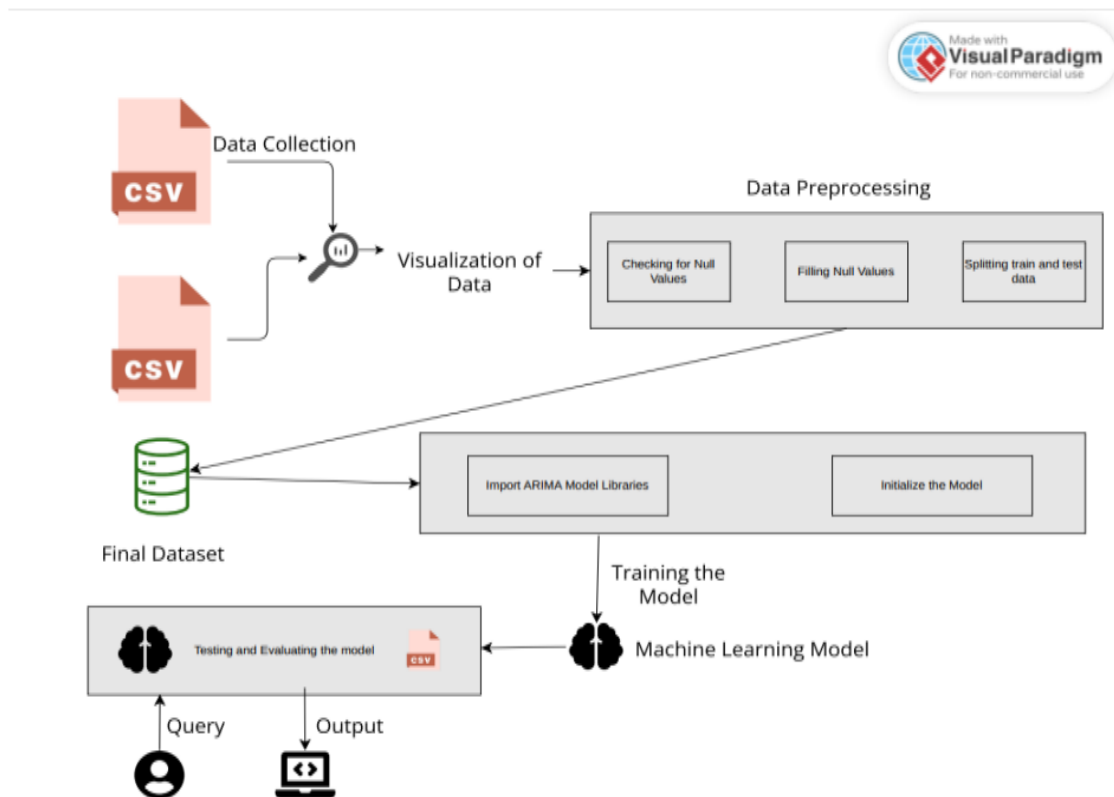 Made with
Visual Paradigm
For non-commercial use
CSV
Data Collection
CSV
Visualization of
Data
Data Preprocessing
Checking for Null
Values
Filling Null Values
Splitting train and test
data
Final Dataset
Import ARIMA Model Libraries
Initialize the Model
Training the
Model
Machine Learning Model
Testing and Evaluating the model
CSV
Query
Output